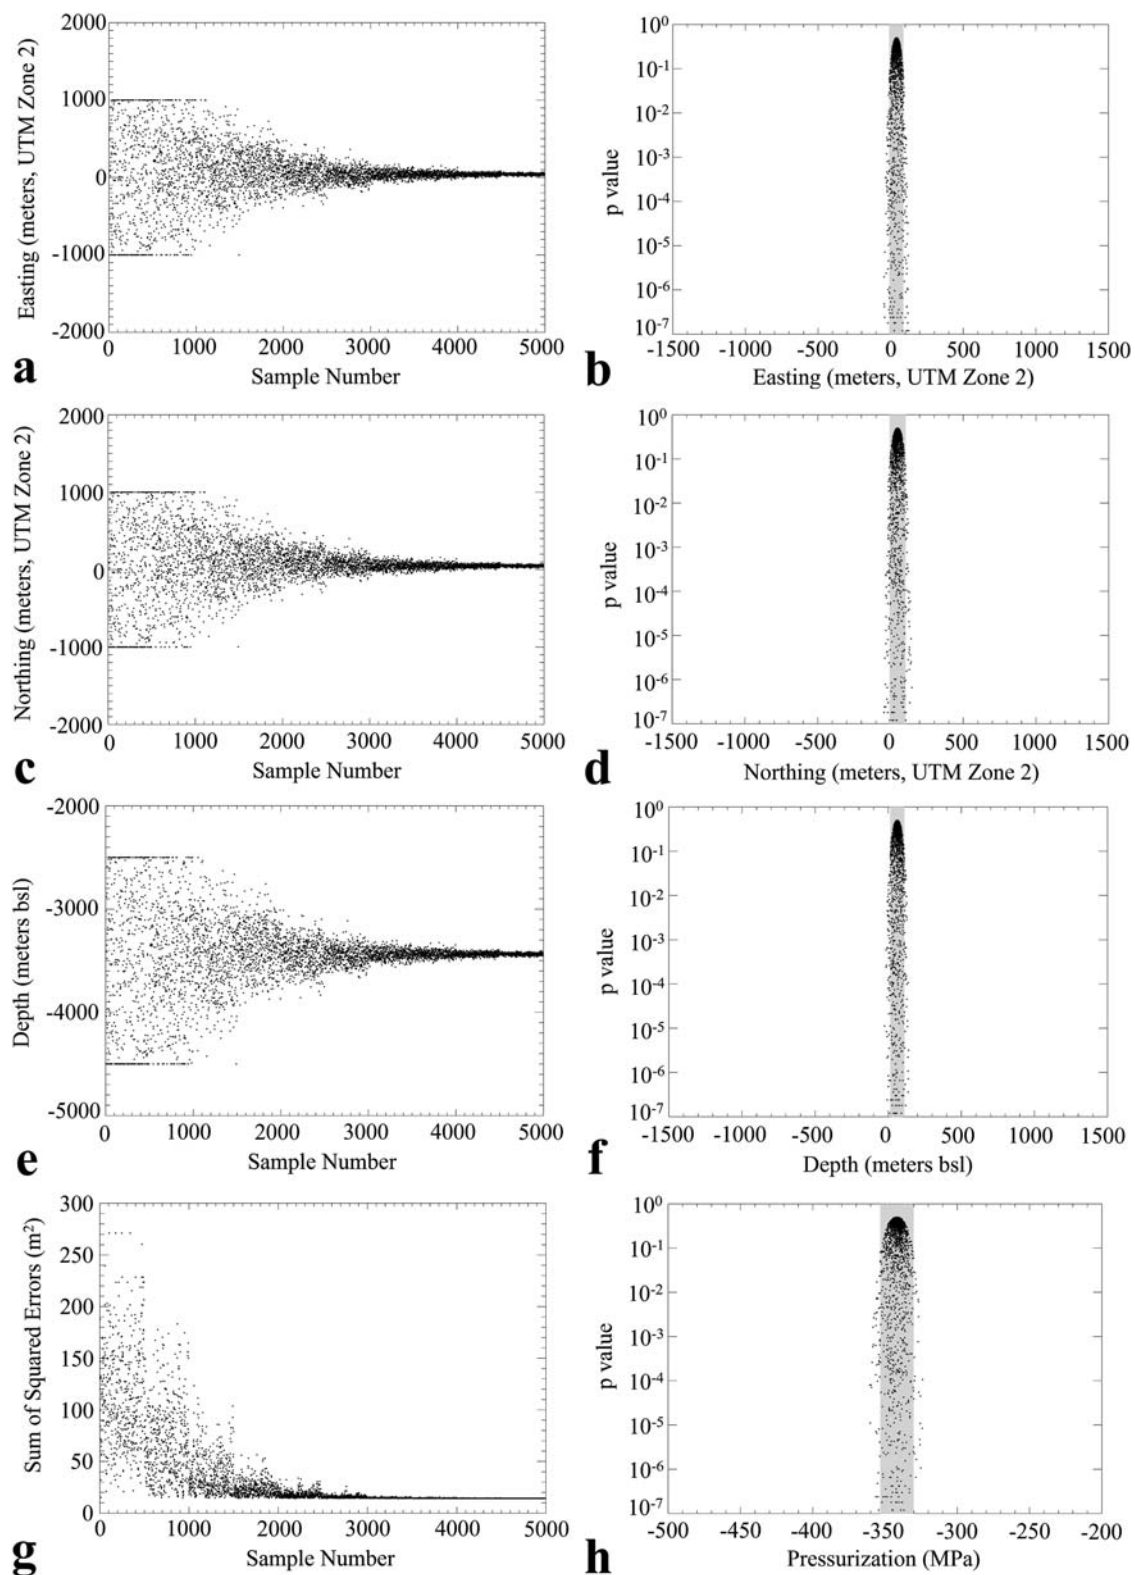 2000
1000
0
-1000
-2000
Easting (meters, UTM Zone 2)
0 1000 2000 3000 4000 5000
Sample Number
a
10⁰
10⁻¹
10⁻²
10⁻³
10⁻⁴
10⁻⁵
10⁻⁶
10⁻⁷
p value
-1500 -1000 -500 0 500 1000 1500
Easting (meters, UTM Zone 2)
b
2000
1000
0
-1000
-2000
Northing (meters, UTM Zone 2)
0 1000 2000 3000 4000 5000
Sample Number
c
10⁰
10⁻¹
10⁻²
10⁻³
10⁻⁴
10⁻⁵
10⁻⁶
10⁻⁷
p value
-1500 -1000 -500 0 500 1000 1500
Northing (meters, UTM Zone 2)
d
-2000
-3000
-4000
-5000
Depth (meters bsl)
0 1000 2000 3000 4000 5000
Sample Number
e
10⁰
10⁻¹
10⁻²
10⁻³
10⁻⁴
10⁻⁵
10⁻⁶
10⁻⁷
p value
-1500 -1000 -500 0 500 1000 1500
Depth (meters bsl)
f
300
250
200
150
100
50
0
Sum of Squared Errors (m²)
0 1000 2000 3000 4000 5000
Sample Number
g
10⁰
10⁻¹
10⁻²
10⁻³
10⁻⁴
10⁻⁵
10⁻⁶
10⁻⁷
p value
-500 -450 -400 -350 -300 -250 -200
Pressurization (MPa)
h